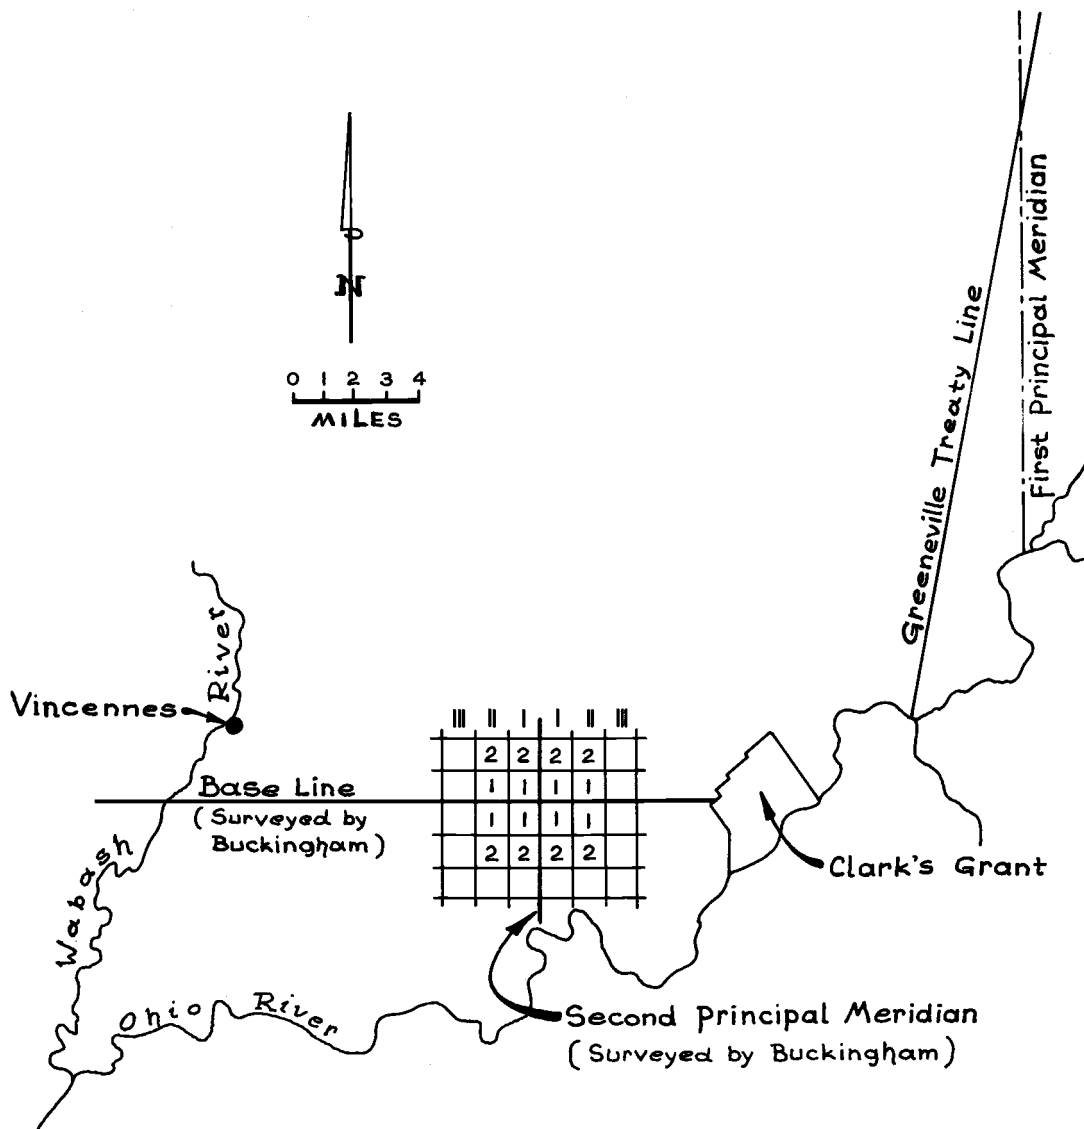 First Principal Meridian
Greeneville Treaty Line
N
0 1 2 3 4
MILES
Vincennes
Wabash River
III II I I II III
2 2 2 2
1 1 1 1
1 1 1 1
2 2 2 2
Base Line
(Surveyed by
Buckingham)
Clark's Grant
Ohio River
Second Principal Meridian
(Surveyed by Buckingham)